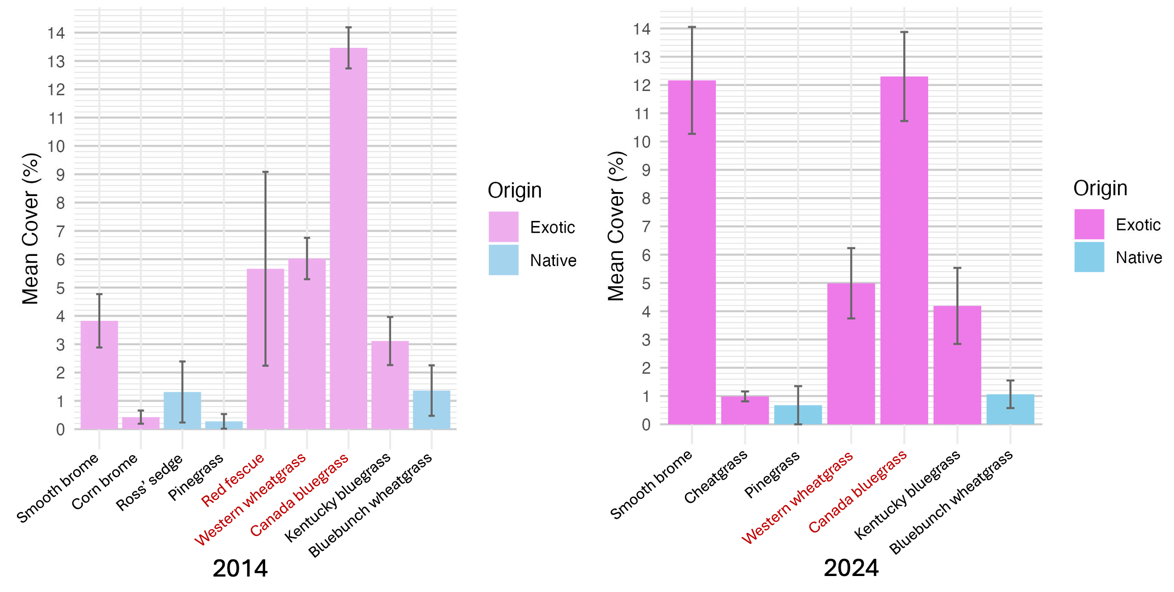 14
13
12
11
10
9
8
7
6
5
4
3
2
1
0
Mean Cover (%)
Smooth brome
Corn brome
Ross' sedge
Pinegrass
Red fescue
Western wheatgrass
Canada bluegrass
Kentucky bluegrass
Bluebunch wheatgrass
2014
Origin
Exotic
Native
14
13
12
11
10
9
8
7
6
5
4
3
2
1
0
Mean Cover (%)
Smooth brome
Cheatgrass
Pinegrass
Western wheatgrass
Canada bluegrass
Kentucky bluegrass
Bluebunch wheatgrass
2024
Origin
Exotic
Native